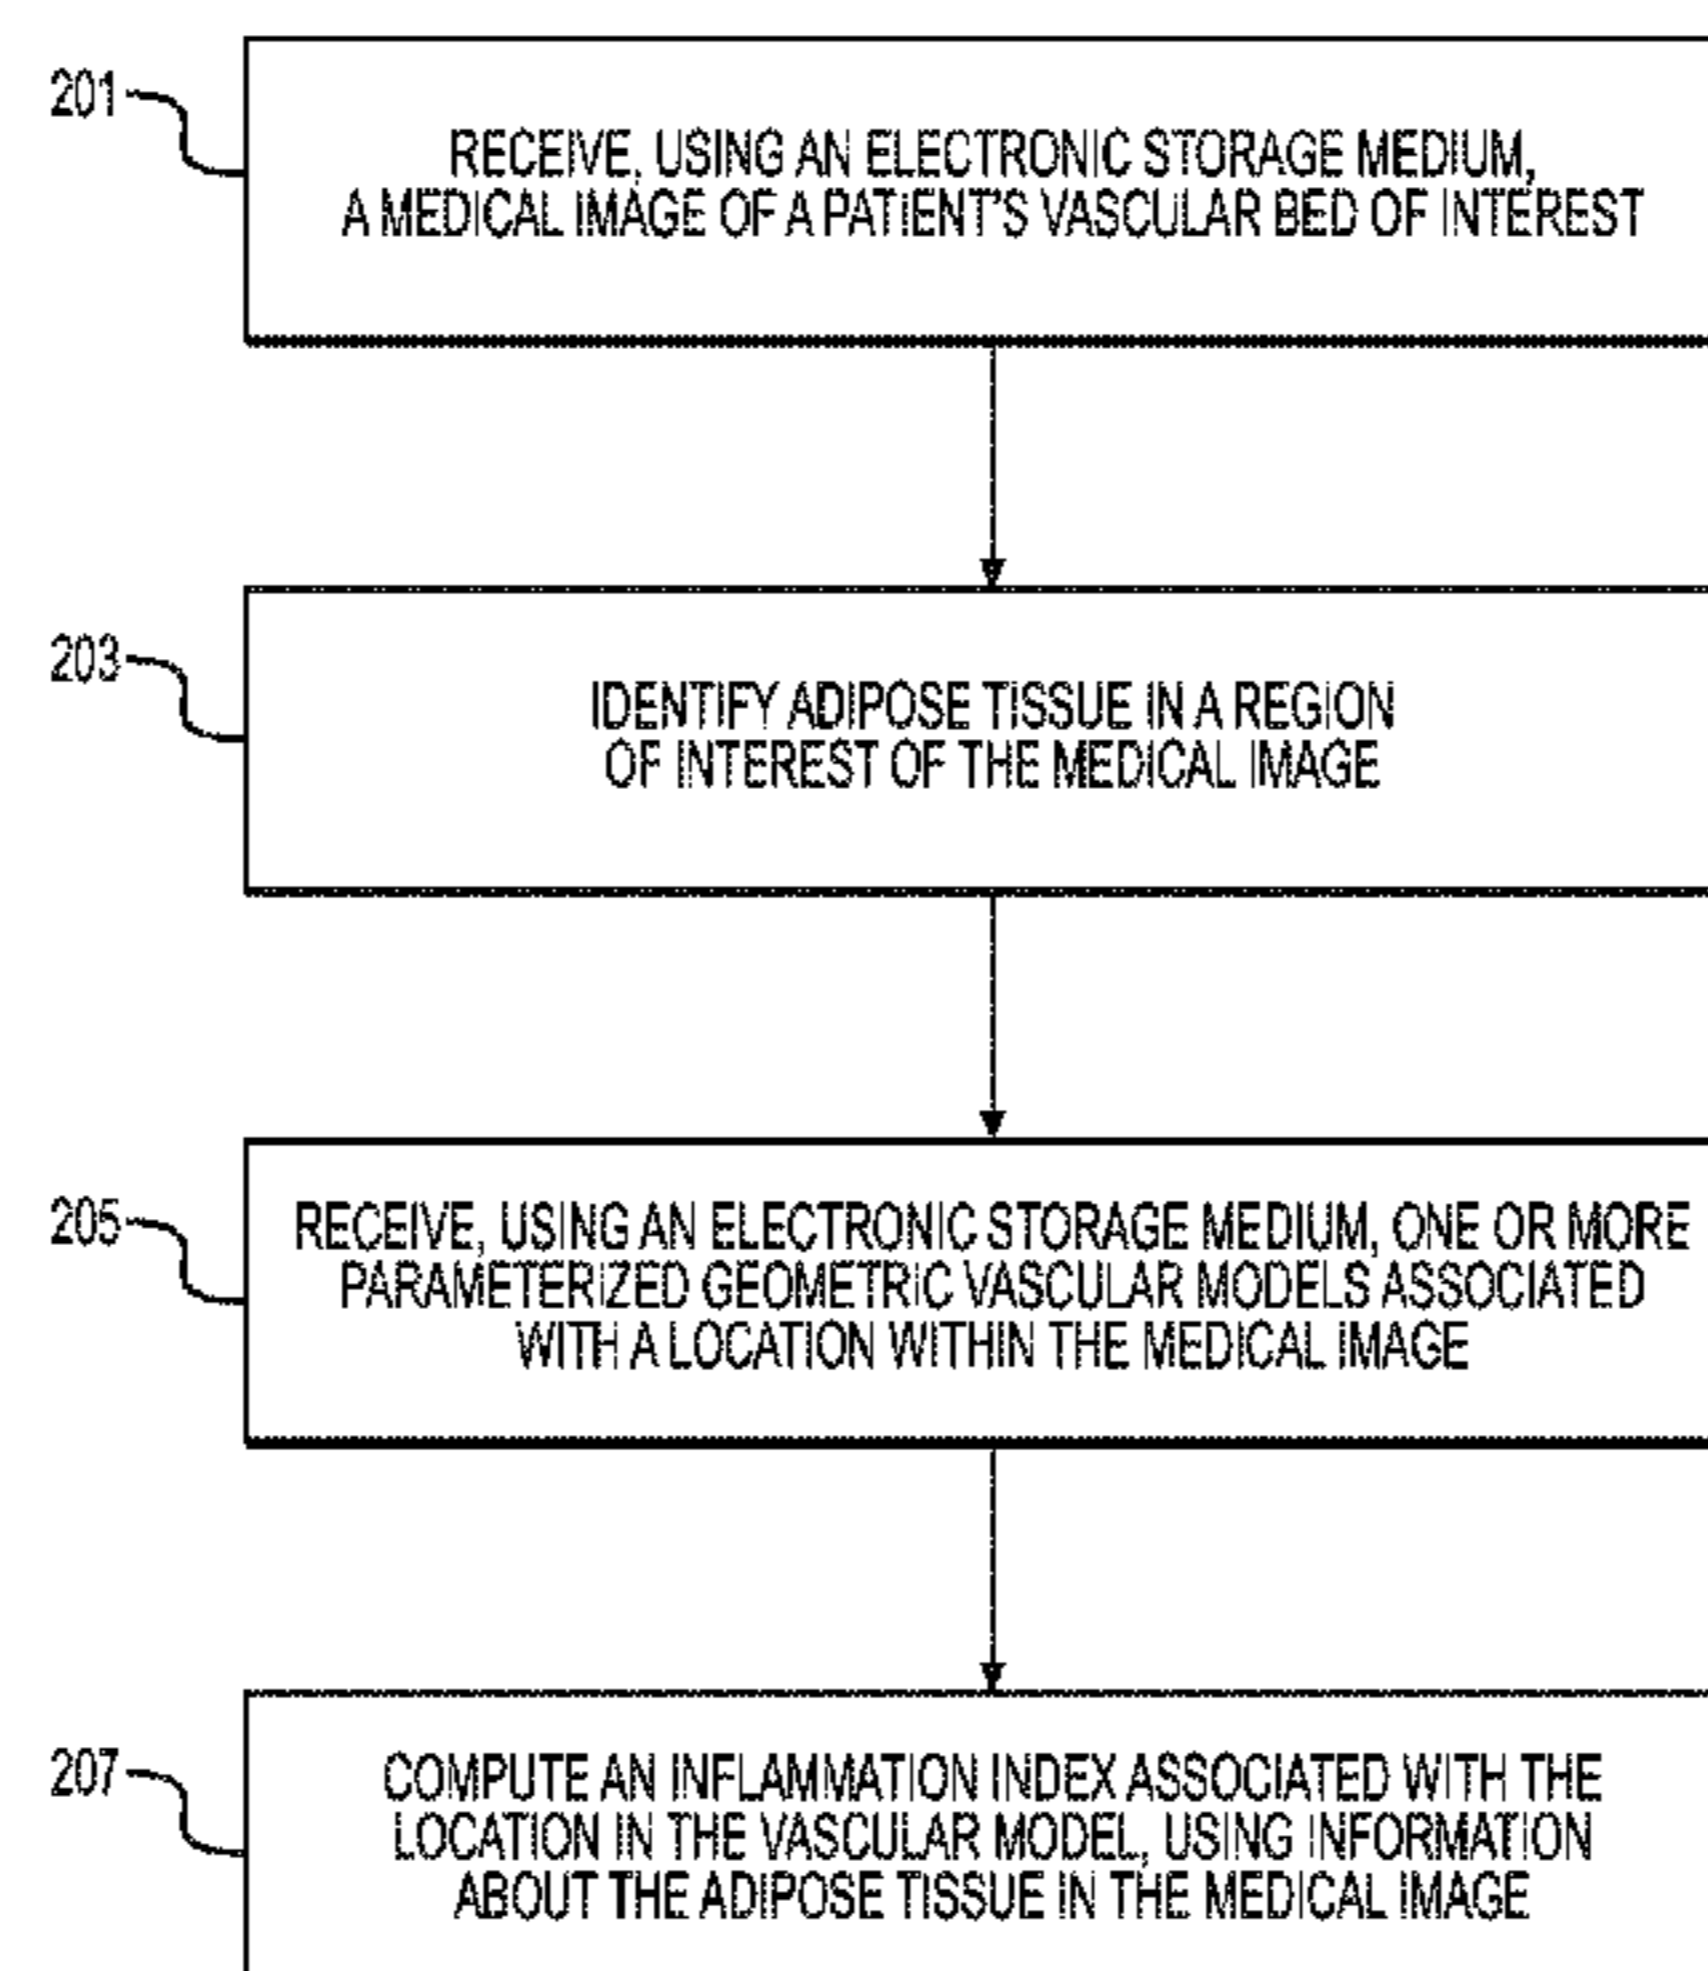 201
RECEIVE, USING AN ELECTRONIC STORAGE MEDIUM,
A MEDICAL IMAGE OF A PATIENT'S VASCULAR BED OF INTEREST
203
IDENTIFY ADIPOSE TISSUE IN A REGION
OF INTEREST OF THE MEDICAL IMAGE
205
RECEIVE, USING AN ELECTRONIC STORAGE MEDIUM, ONE OR MORE
PARAMETERIZED GEOMETRIC VASCULAR MODELS ASSOCIATED
WITH A LOCATION WITHIN THE MEDICAL IMAGE
207
COMPUTE AN INFLAMMATION INDEX ASSOCIATED WITH THE
LOCATION IN THE VASCULAR MODEL, USING INFORMATION
ABOUT THE ADIPOSE TISSUE IN THE MEDICAL IMAGE